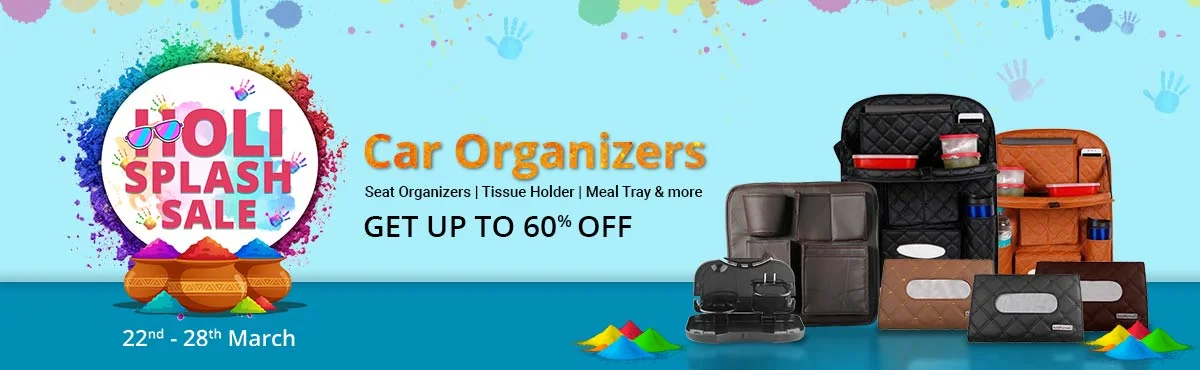 HOLI
SPLASH
SALE
22nd - 28th March
Car Organizers
Seat Organizers | Tissue Holder | Meal Tray & more
GET UP TO 60% OFF